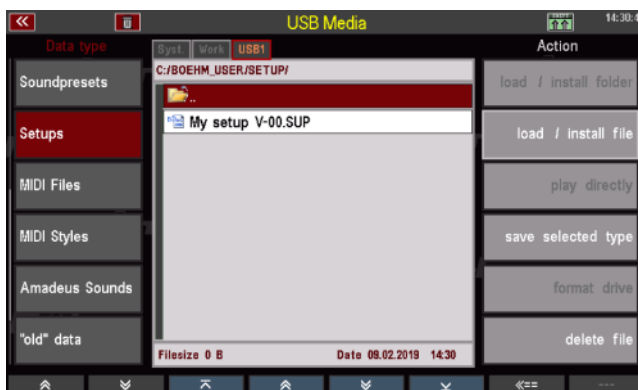 USB Media
14:30:
Data type
Syst. Work USB1
Action
C:/BOEHM_USER/SETUP/
Soundpresets
..
load / install folder
My setup V-00.SUP
Setups
load / install file
MIDI Files
play directly
MIDI Styles
save selected type
Amadeus Sounds
format drive
"old" data
delete file
Filesize 0 B
Date 09.02.2019 14:30